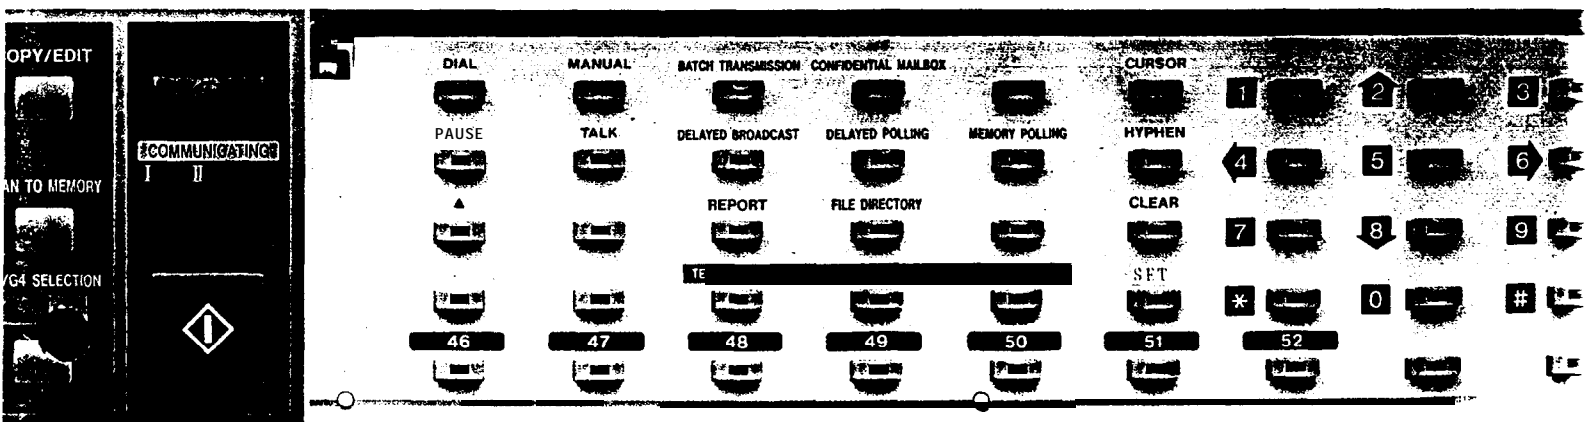 OPY/EDIT
DIAL MANUAL BATCH TRANSMISSION CONFIDENTIAL MAILBOX CURSOR
1 2 3
PAUSE TALK DELAYED BROADCAST DELAYED POLLING MEMORY POLLING HYPHEN
COMMUNICATING
4 5 6
I II
AN TO MEMORY
▲ REPORT FILE DIRECTORY CLEAR
7 8 9
/G4 SELECTION
TE SET
* 0 #
46 47 48 49 50 51 52